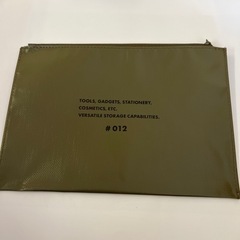 TOOLS, GADGETS, STATIONERY,
COSMETICS, ETC.
VERSATILE STORAGE CAPABILITIES.
#012